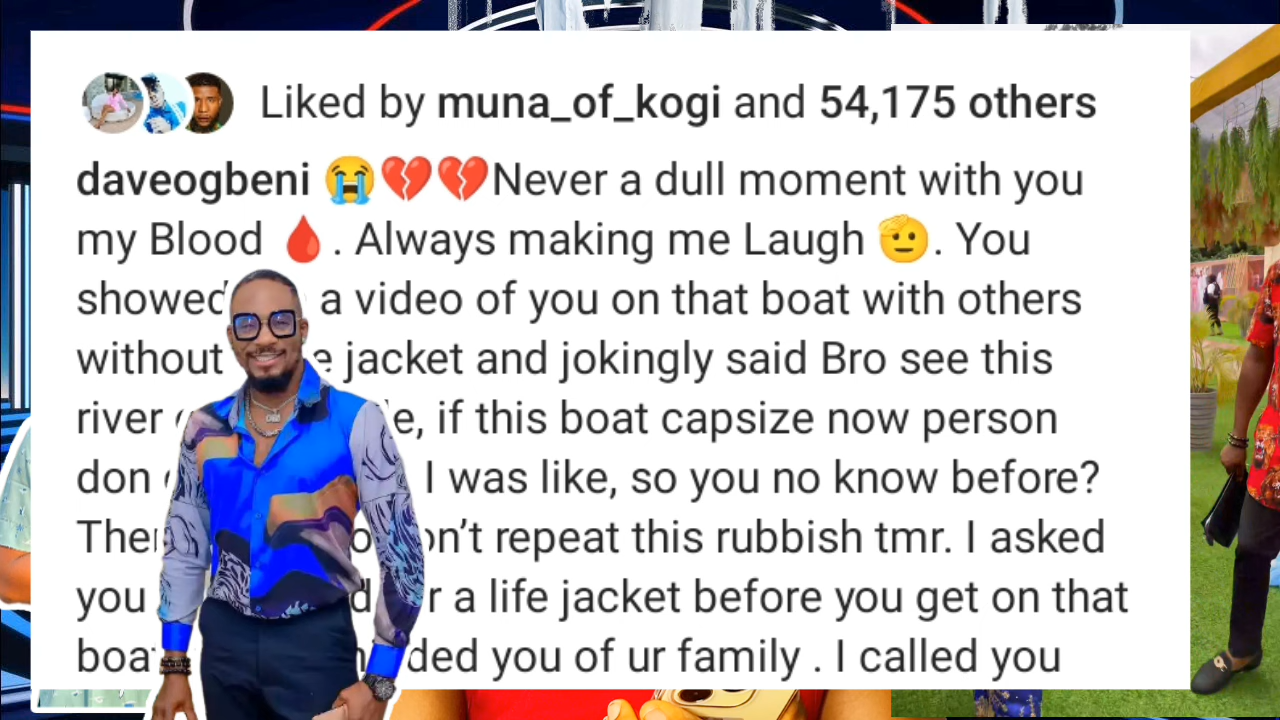 Liked by muna_of_kogi and 54,175 others
daveogbeni 😭💔💔Never a dull moment with you
my Blood 🩸. Always making me Laugh 🫡. You
showed a video of you on that boat with others
without jacket and jokingly said Bro see this
river if this boat capsize now person
don I was like, so you no know before?
repeat this rubbish tmr. I asked
you a life jacket before you get on that
you of ur family . I called you